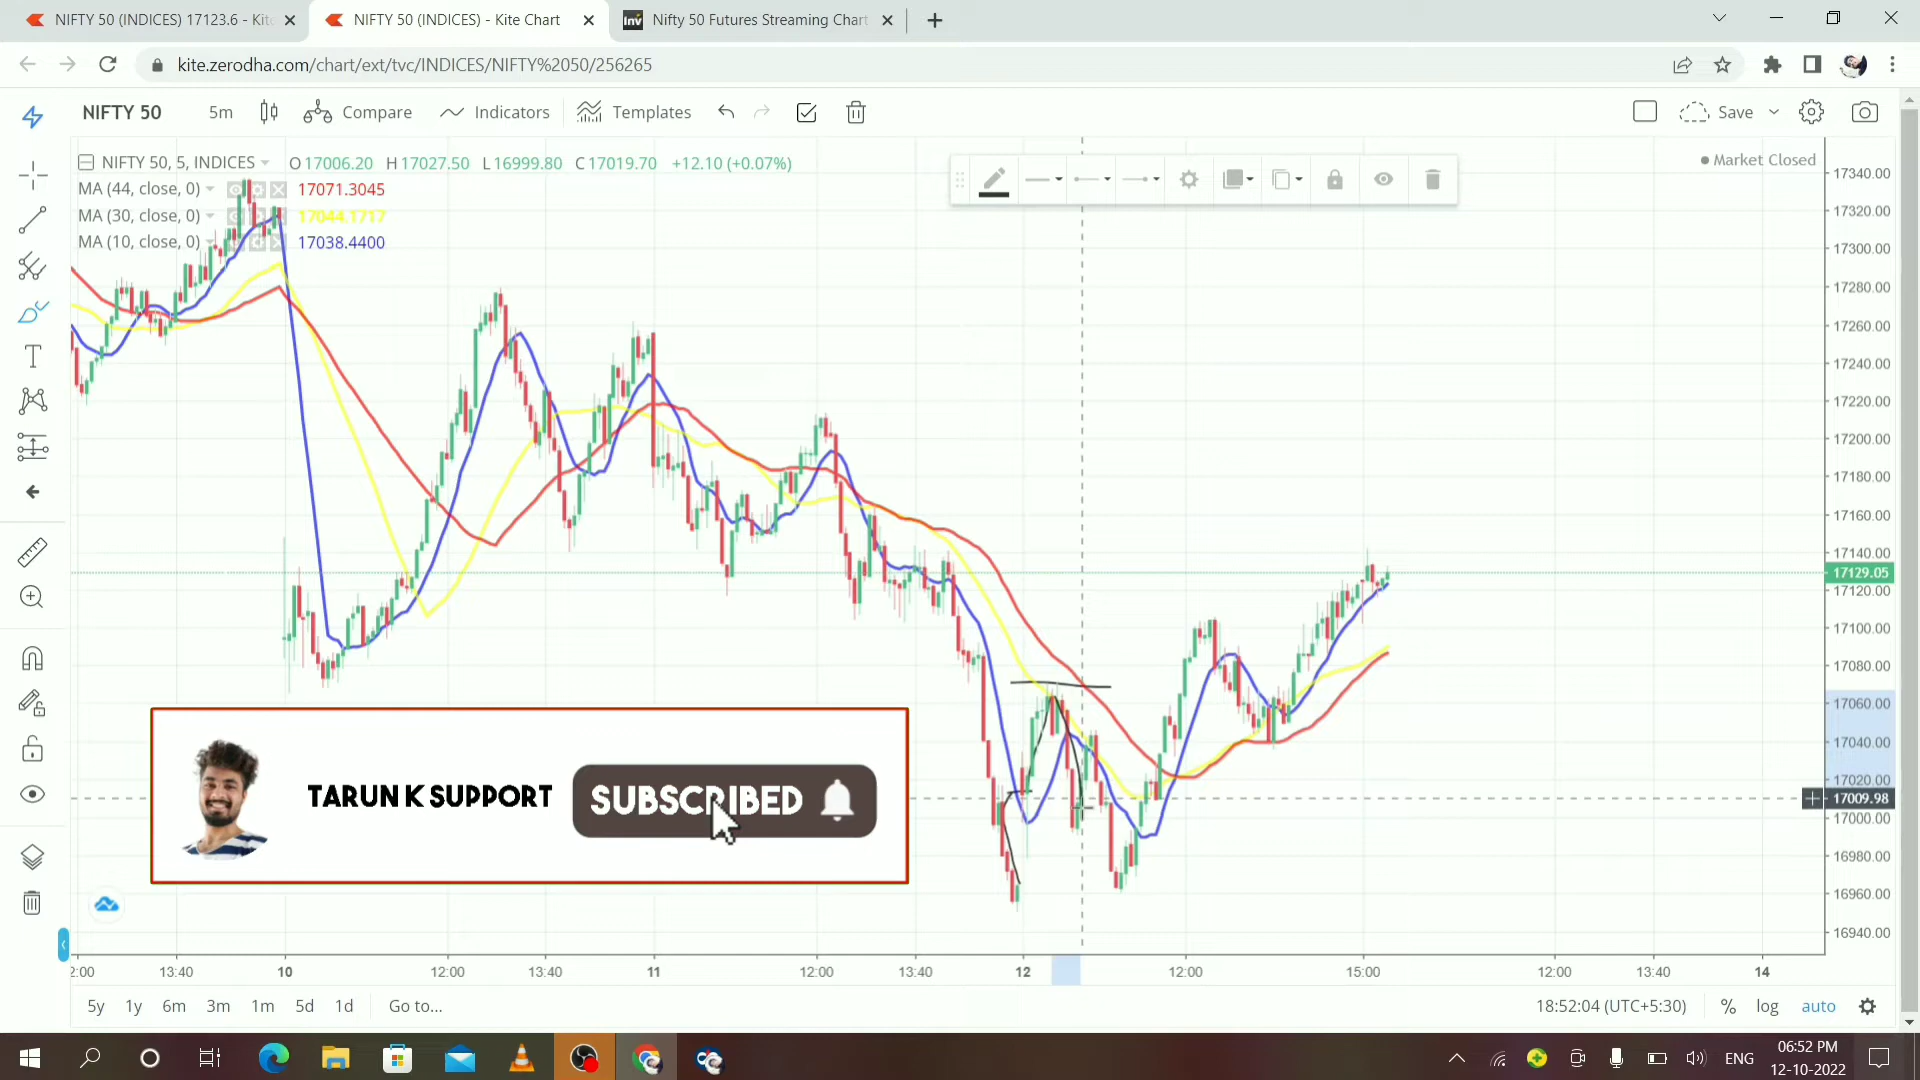 NIFTY 50 (INDICES) 17123.6 - Kite
NIFTY 50 (INDICES) - Kite Chart
Inv Nifty 50 Futures Streaming Chart
kite.zerodha.com/chart/ext/tvc/INDICES/NIFTY%2050/256265
NIFTY 50 5m Compare Indicators Templates Save
NIFTY 50, 5, INDICES O17006.20 H17027.50 L16999.80 C17019.70 +12.10 (+0.07%)
Market Closed
MA (44, close, 0) 17071.3045
MA (30, close, 0) 17044.1717
MA (10, close, 0) 17038.4400
17340.00
17320.00
17300.00
17280.00
17260.00
17240.00
17220.00
17200.00
17180.00
17160.00
17140.00
17129.05
17120.00
17100.00
17080.00
17060.00
17040.00
17020.00
17009.98
17000.00
16980.00
16960.00
16940.00
TARUN K SUPPORT
SUBSCRIBED
2:00 13:40 10 12:00 13:40 11 12:00 13:40 12 12:00 15:00 12:00 13:40 14
5y 1y 6m 3m 1m 5d 1d Go to... 18:52:04 (UTC+5:30) % log auto
ENG
06:52 PM
12-10-2022